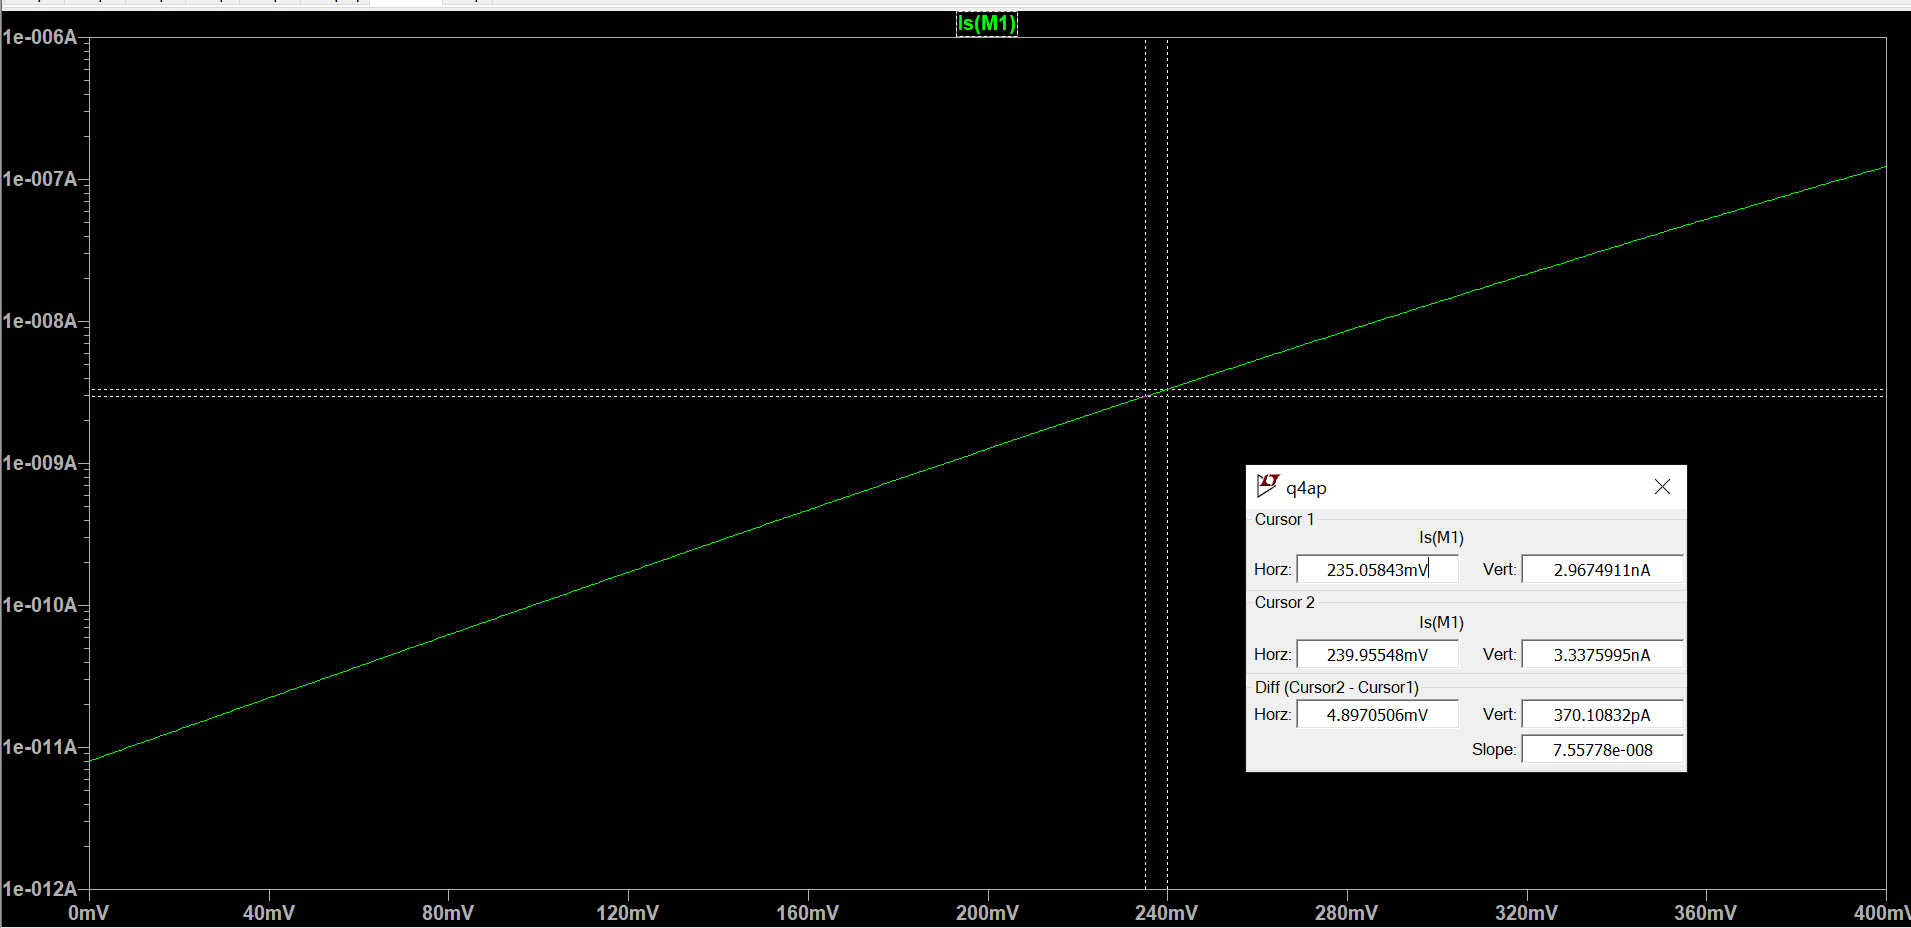 Is(M1)
1e-006A
1e-007A
1e-008A
1e-009A
1e-010A
1e-011A
1e-012A
0mV 40mV 80mV 120mV 160mV 200mV 240mV 280mV 320mV 360mV 400mV
q4ap
Cursor 1
Is(M1)
Horz: 235.05843mV Vert: 2.9674911nA
Cursor 2
Is(M1)
Horz: 239.95548mV Vert: 3.3375995nA
Diff (Cursor2 - Cursor1)
Horz: 4.8970506mV Vert: 370.10832pA
Slope: 7.55778e-008